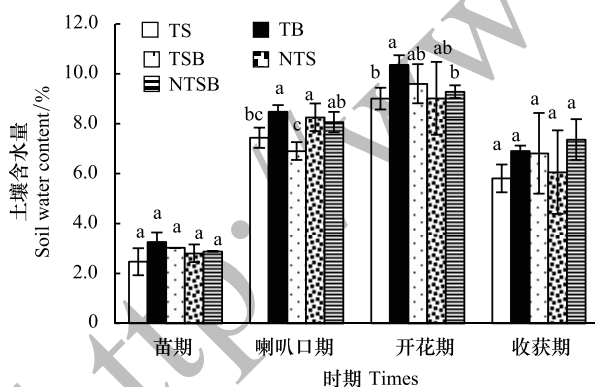 12.0
10.0
8.0
6.0
4.0
2.0
0
土壤含水量
Soil water content/%
TS
TB
TSB
NTS
NTSB
a
a
a
a
a
bc
a
c
a
ab
b
a
ab
ab
b
a
a
a
a
a
苗期
喇叭口期
开花期
收获期
时期 Times
http://www